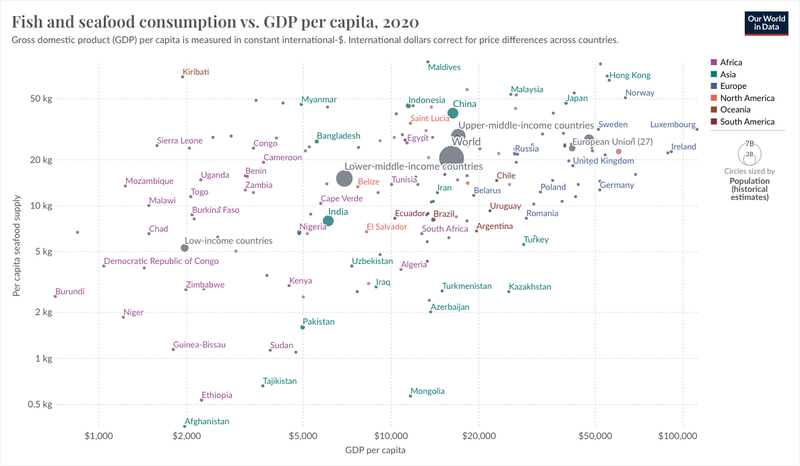 Fish and seafood consumption vs. GDP per capita, 2020
Gross domestic product (GDP) per capita is measured in constant international-$. International dollars correct for price differences across countries.
Our World
in Data
Maldives
Kiribati
Hong Kong
Malaysia
Norway
Japan
50 kg
Myanmar
Indonesia
China
Saint Lucia
Upper-middle-income countries
Sweden
Luxembourg
Bangladesh
Egypt
World
European Union (27)
Sierra Leone
Congo
Russia
Ireland
20 kg
Cameroon
Lower-middle-income countries
United Kingdom
Benin
Uganda
Chile
Mozambique
Zambia
Belize
Tunisia
Iran
Poland
Germany
Togo
Belarus
Malawi
Cape Verde
10 kg
Burkina Faso
India
Ecuador
Brazil
Uruguay
Romania
Chad
Nigeria
El Salvador
South Africa
Argentina
Low-income countries
Turkey
5 kg
Democratic Republic of Congo
Uzbekistan
Algeria
Burundi
Zimbabwe
Kenya
Iraq
Turkmenistan
Kazakhstan
2 kg
Niger
Azerbaijan
Pakistan
Guinea-Bissau
Sudan
1 kg
Tajikistan
Ethiopia
Mongolia
0.5 kg
Afghanistan
Per capita seafood supply
$1,000
$2,000
$5,000
$10,000
$20,000
$50,000
$100,000
GDP per capita
Africa
Asia
Europe
North America
Oceania
South America
7B
2B
Circles sized by
Population
(historical
estimates)